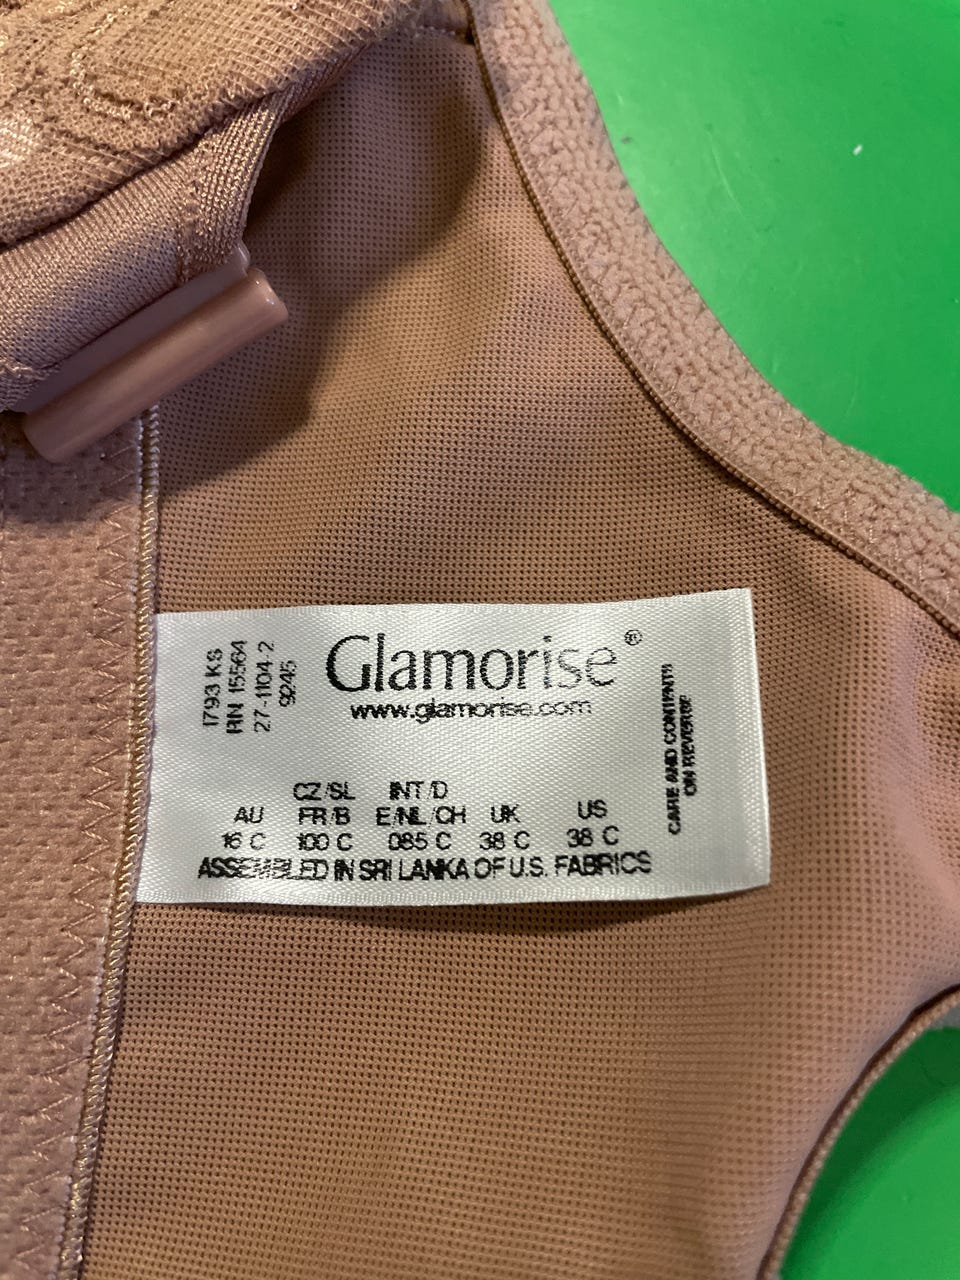 1793 KS
RN 15564
27-1104-2
9245
Glamorise®
www.glamorise.com
CZ/SL INT/D
AU FR/B E/NL/CH UK US
16 C 100 C 085 C 38 C 38 C
ASSEMBLED IN SRI LANKA OF U.S. FABRICS
CARE AND CONTENTS
ON REVERSE